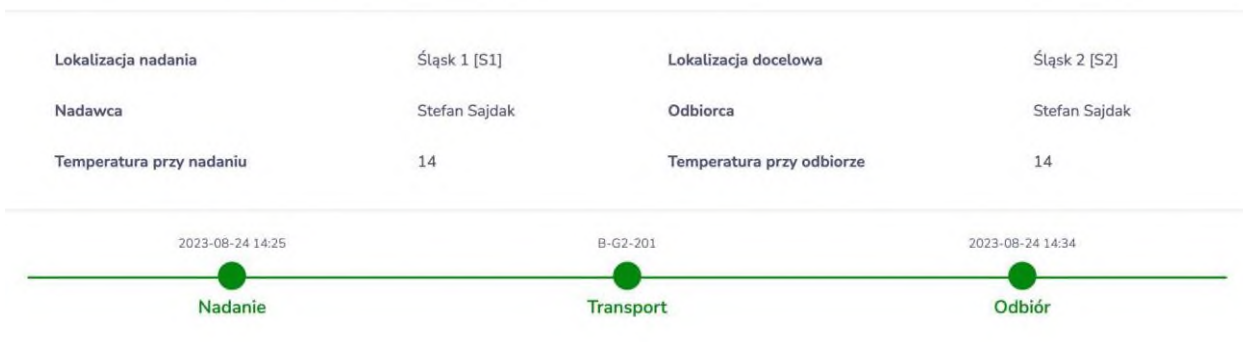 Lokalizacja nadania Śląsk 1 [S1] Lokalizacja docelowa Śląsk 2 [S2]
Nadawca Stefan Sajdak Odbiorca Stefan Sajdak
Temperatura przy nadaniu 14 Temperatura przy odbiorze 14
2023-08-24 14:25 B-G2-201 2023-08-24 14:34
Nadanie Transport Odbiór